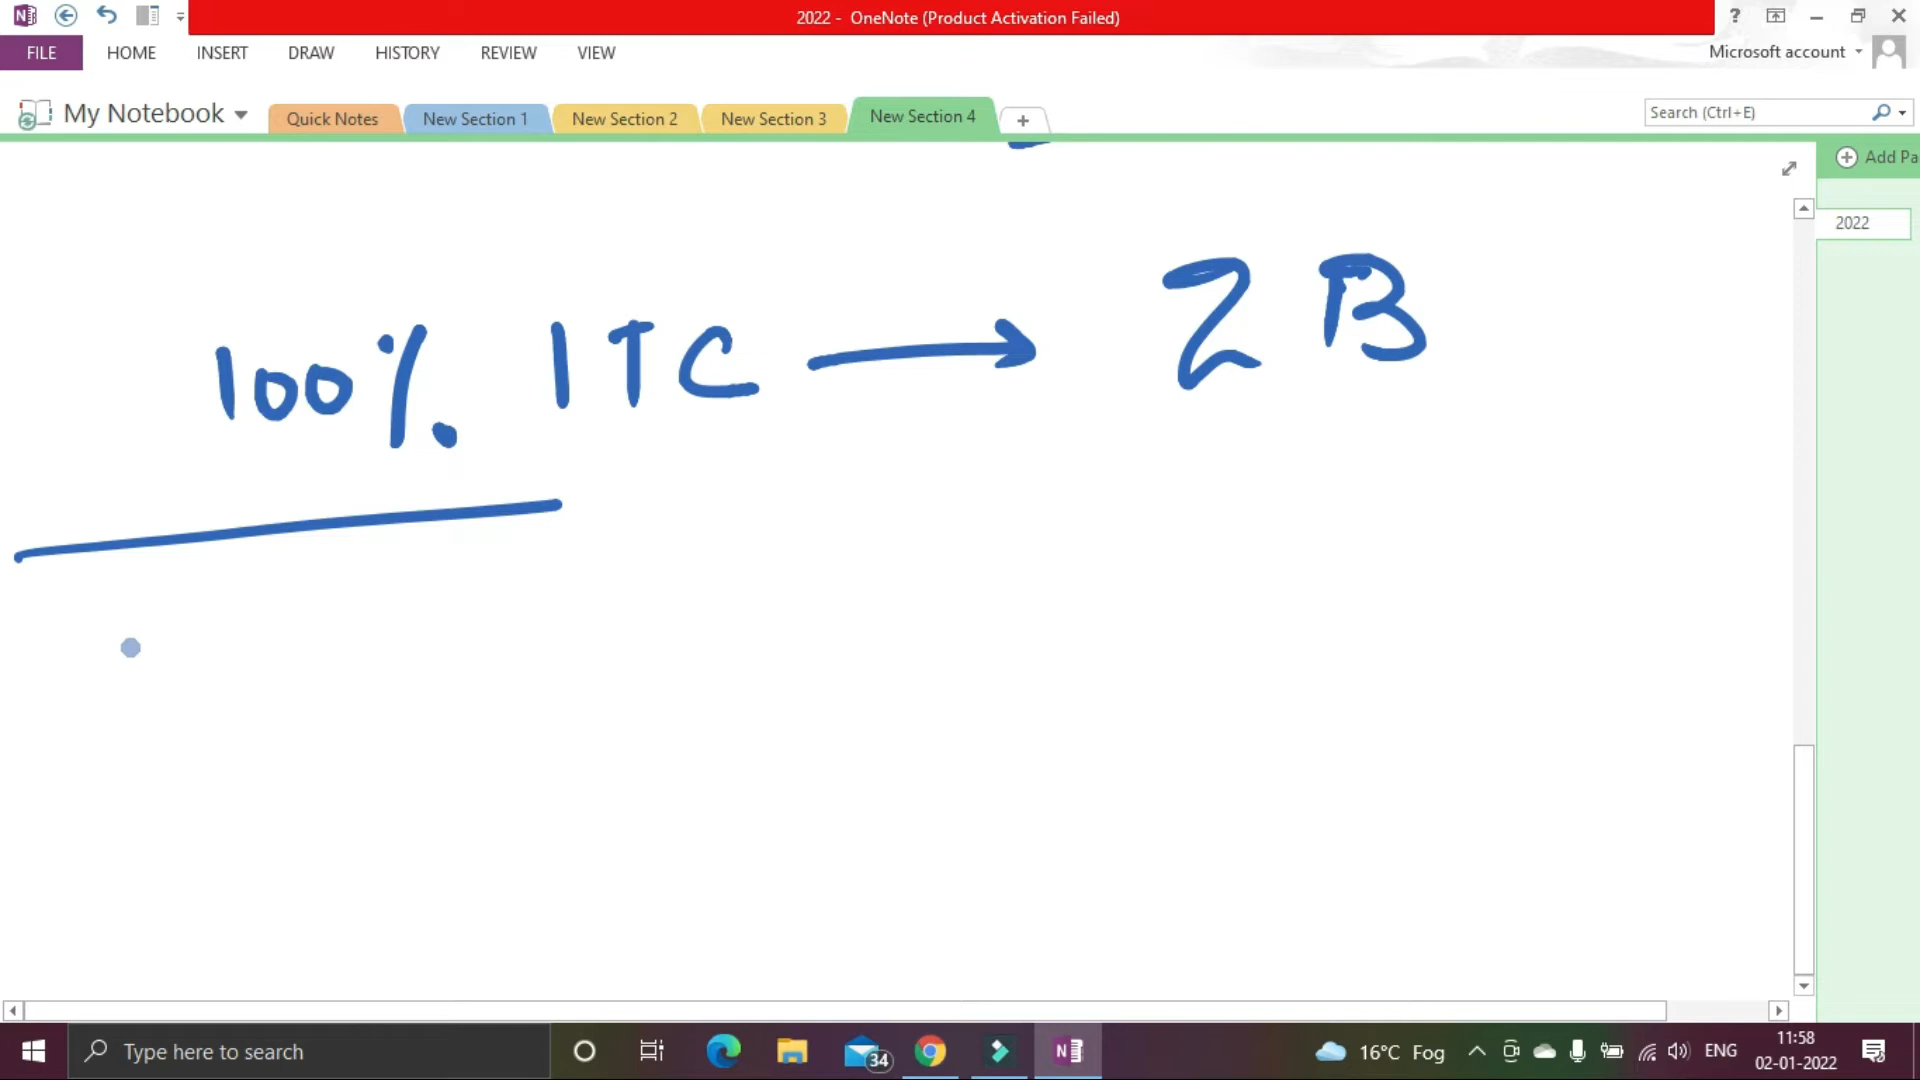 2022 - OneNote (Product Activation Failed)
?
FILE HOME INSERT DRAW HISTORY REVIEW VIEW
Microsoft account
My Notebook
Quick Notes
New Section 1
New Section 2
New Section 3
New Section 4
+
Search (Ctrl+E)
Add Pa
2022
100% ITC → 2B
Type here to search
34
N
16°C Fog
ENG
11:58
02-01-2022